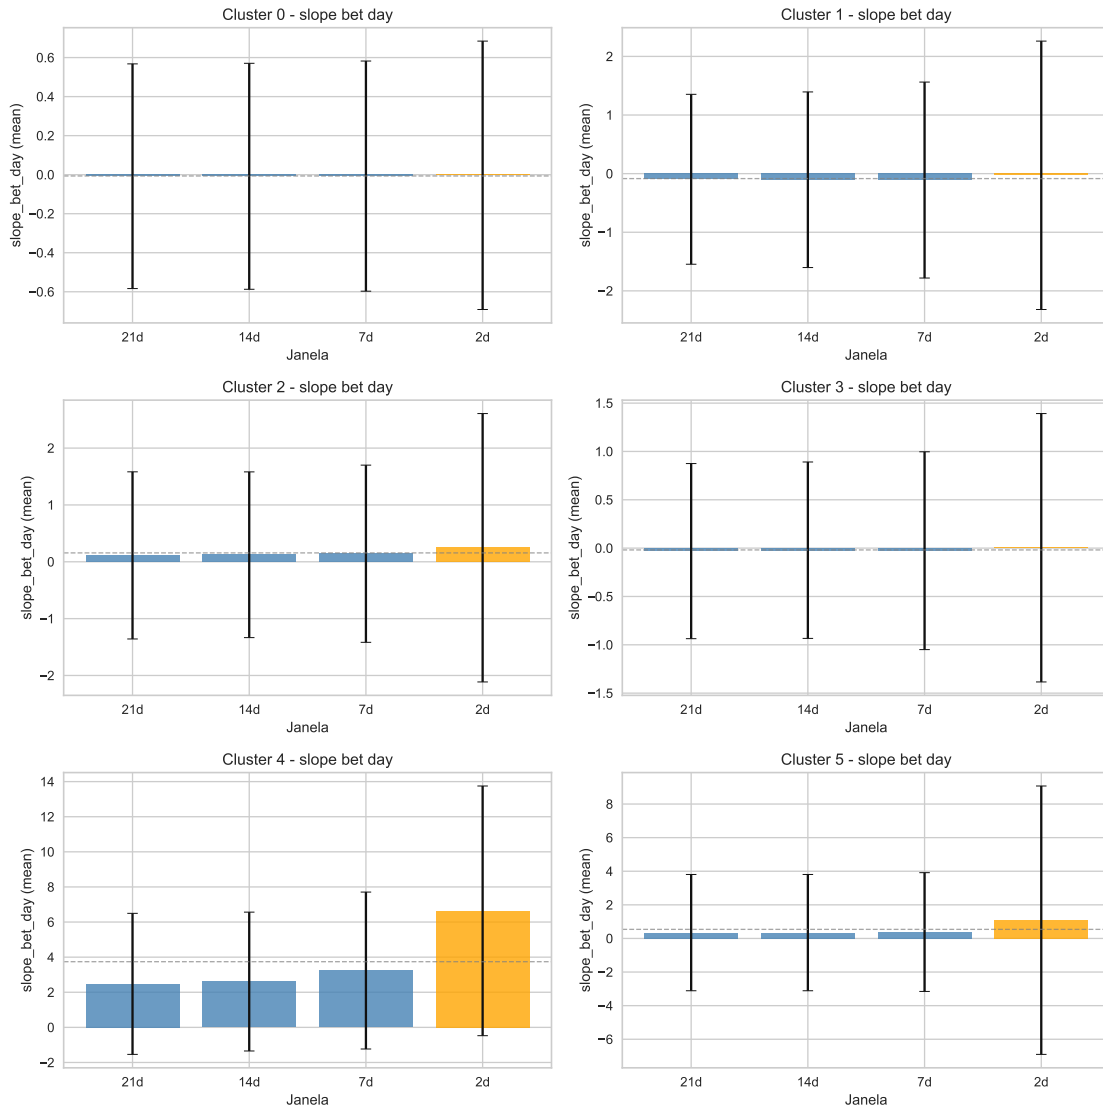 Cluster 0 - slope bet day
slope_bet_day (mean)
0.6
0.4
0.2
0.0
−0.2
−0.4
−0.6
21d
14d
7d
2d
Janela
Cluster 1 - slope bet day
slope_bet_day (mean)
2
1
0
−1
−2
21d
14d
7d
2d
Janela
Cluster 2 - slope bet day
slope_bet_day (mean)
2
1
0
−1
−2
21d
14d
7d
2d
Janela
Cluster 3 - slope bet day
slope_bet_day (mean)
1.5
1.0
0.5
0.0
−0.5
−1.0
−1.5
21d
14d
7d
2d
Janela
Cluster 4 - slope bet day
slope_bet_day (mean)
14
12
10
8
6
4
2
0
−2
21d
14d
7d
2d
Janela
Cluster 5 - slope bet day
slope_bet_day (mean)
8
6
4
2
0
−2
−4
−6
21d
14d
7d
2d
Janela